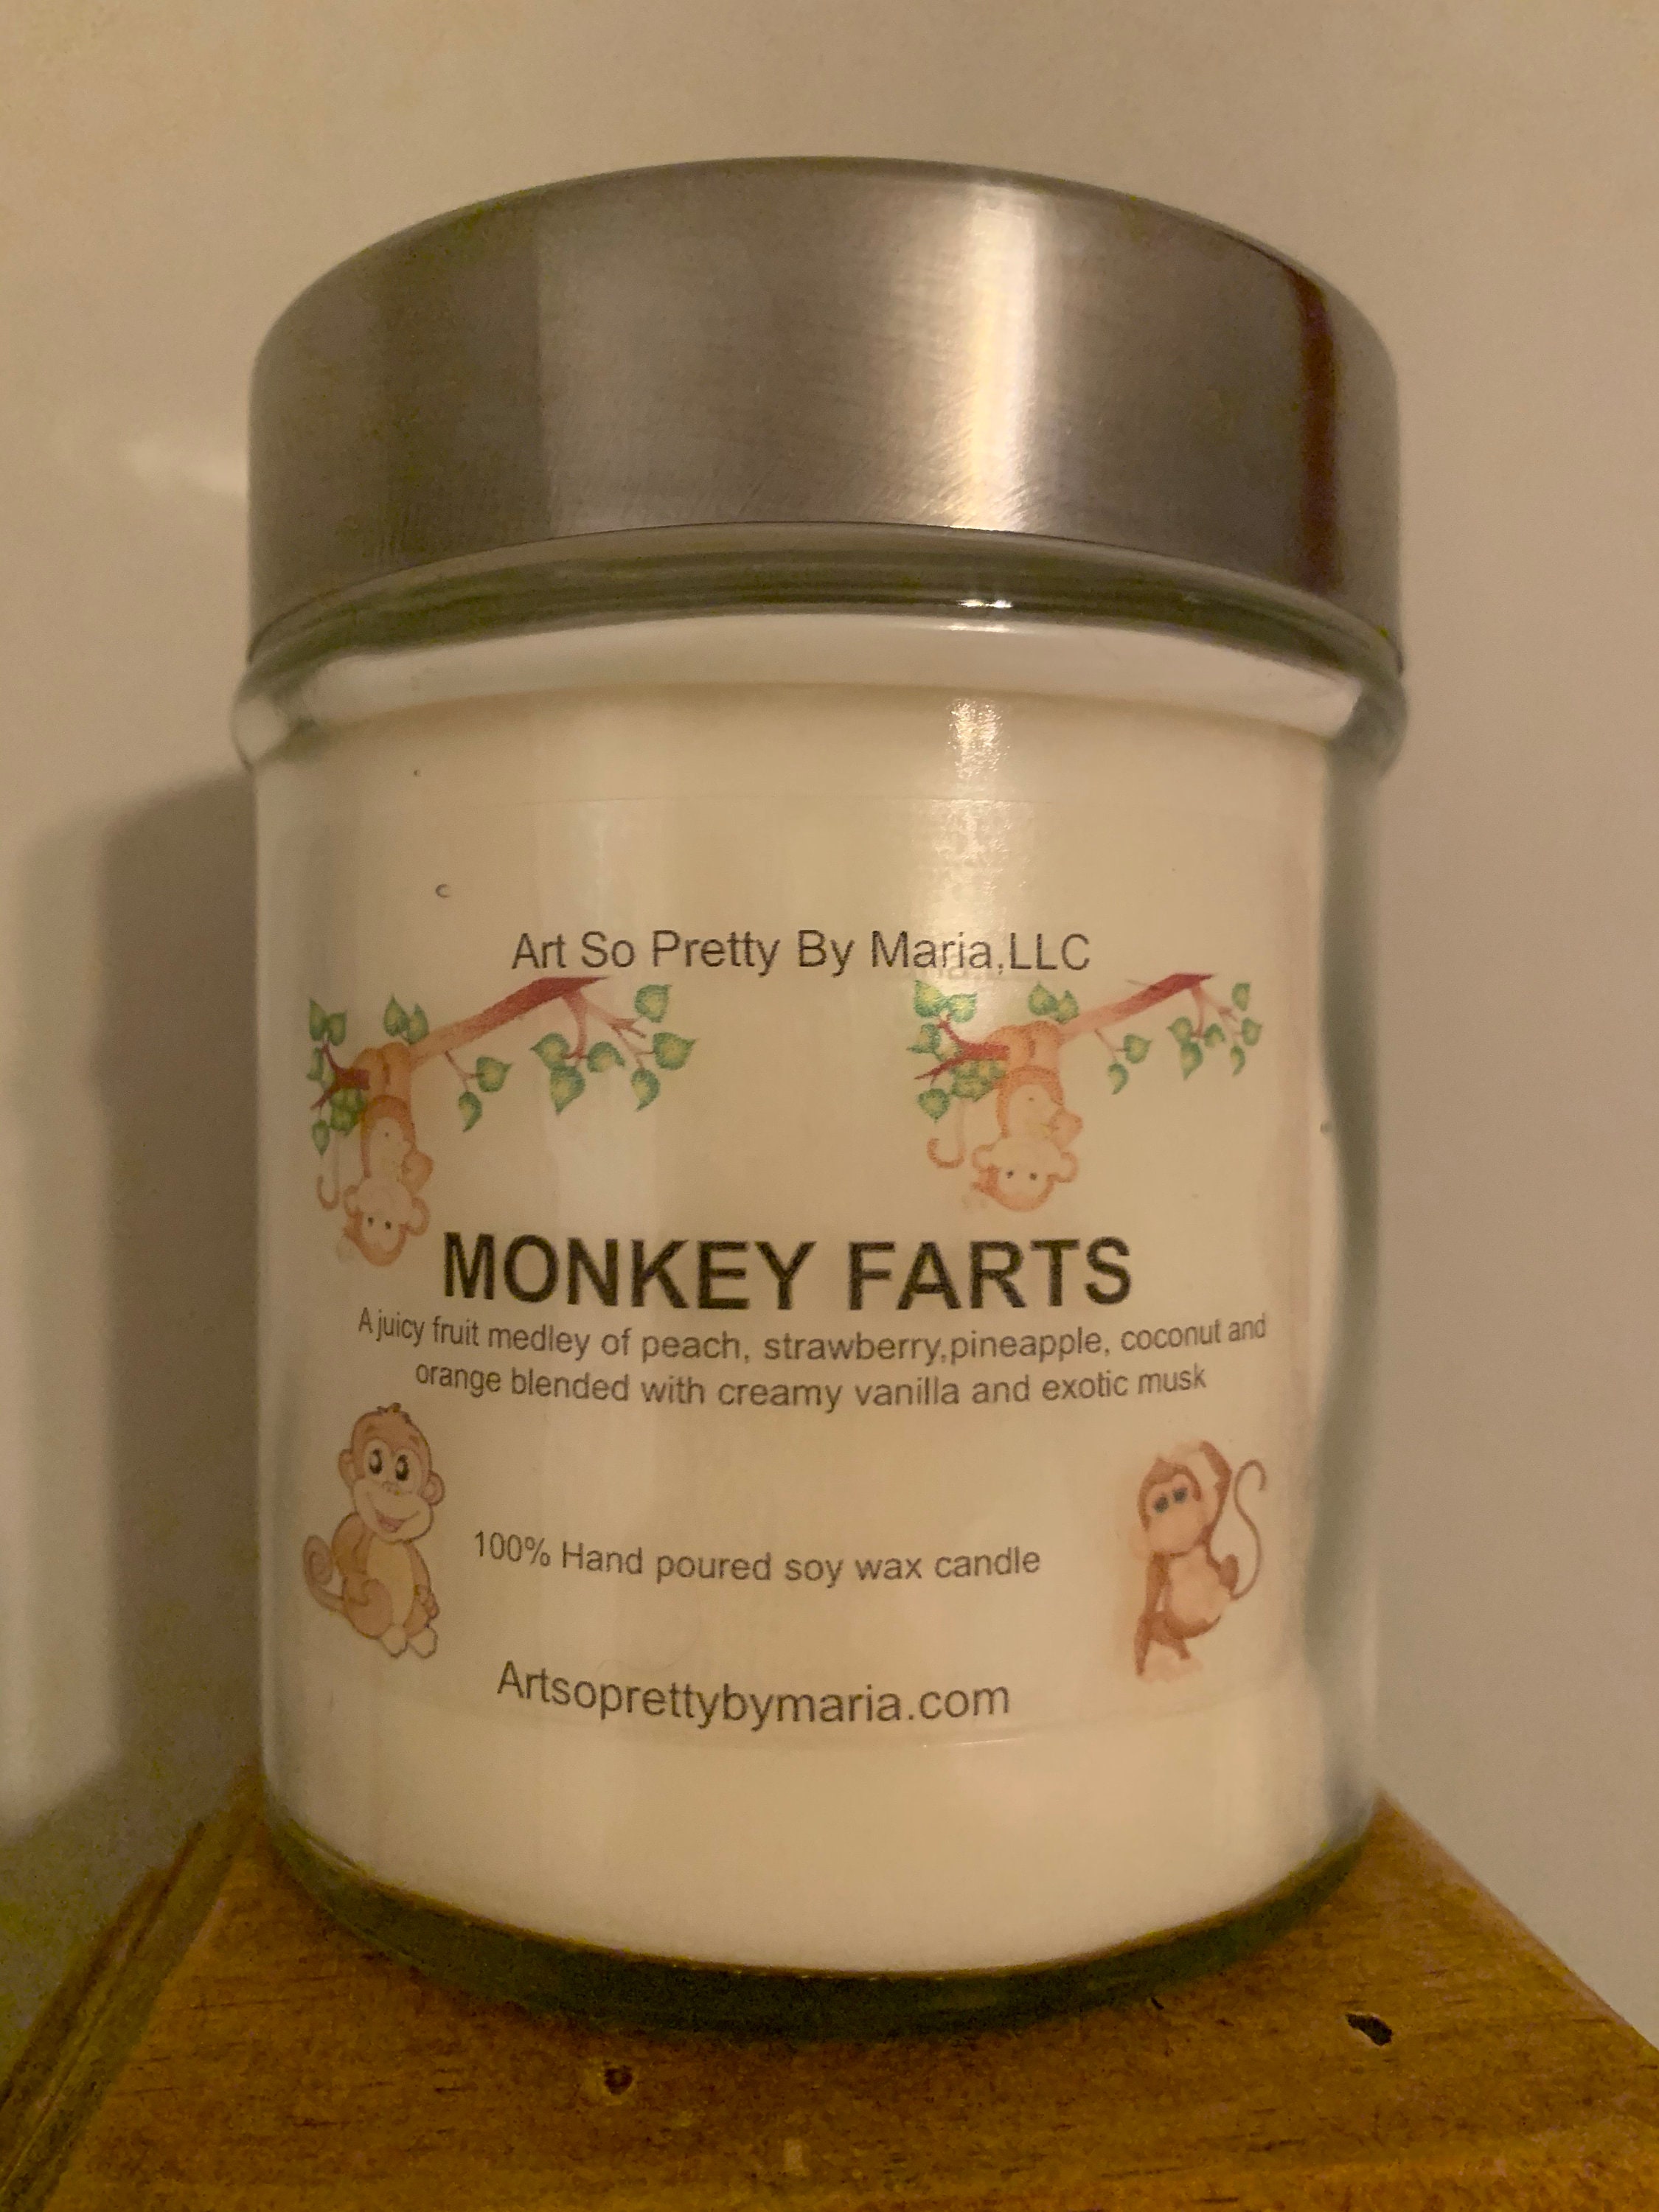 Art So Pretty By Maria,LLC
MONKEY FARTS
A juicy fruit medley of peach, strawberry,pineapple, coconut and
orange blended with creamy vanilla and exotic musk
100% Hand poured soy wax candle
Artsoprettybymaria.com